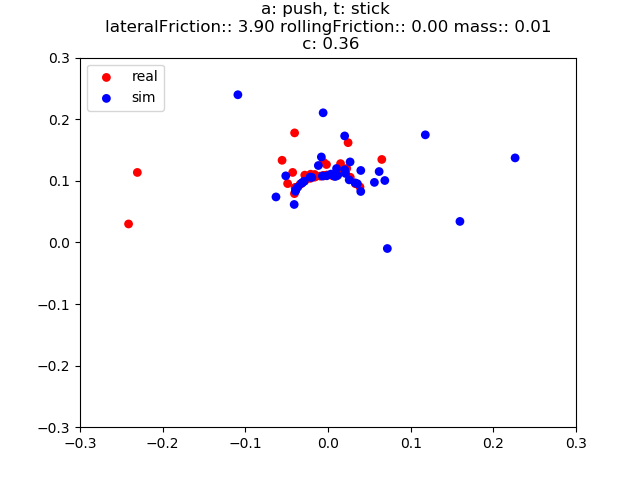 a: push, t: stick
lateralFriction:: 3.90 rollingFriction:: 0.00 mass:: 0.01
c: 0.36
real
sim
0.3
0.2
0.1
0.0
−0.1
−0.2
−0.3
−0.3 −0.2 −0.1 0.0 0.1 0.2 0.3